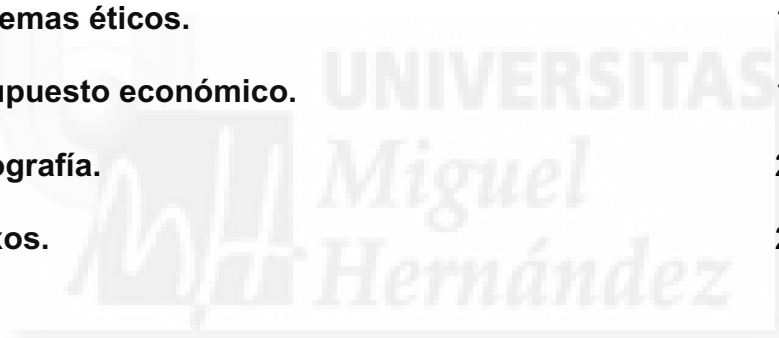 emas éticos.
upuesto económico.
ografía.
xos.
UNIVERSITAS
Miguel
Hernández